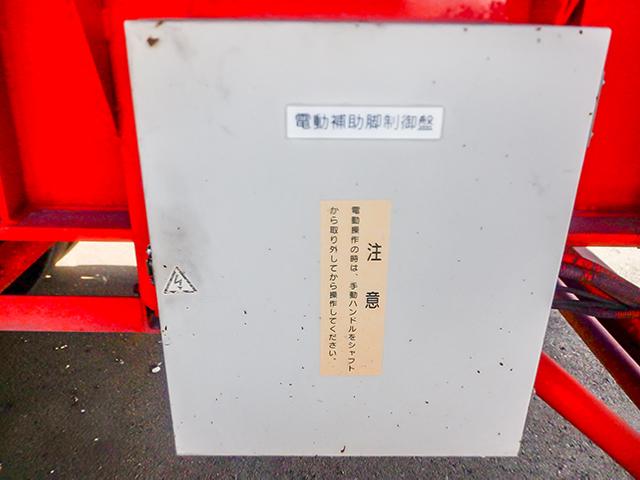 電動補助脚制御盤
注意
電動操作の時は、手動ハンドルをシャフト
から取り外してから操作してください。